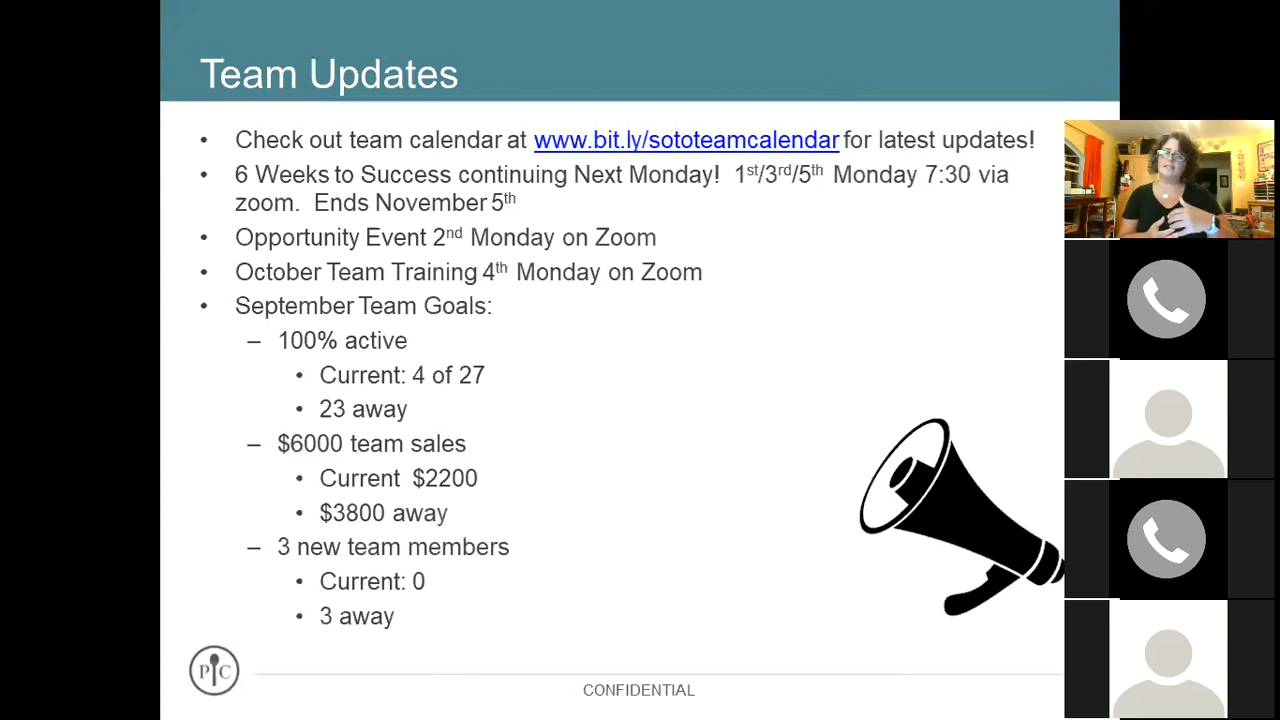 Team Updates
• Check out team calendar at www.bit.ly/sototeamcalendar for latest updates!
• 6 Weeks to Success continuing Next Monday! 1st/3rd/5th Monday 7:30 via
zoom. Ends November 5th
• Opportunity Event 2nd Monday on Zoom
• October Team Training 4th Monday on Zoom
• September Team Goals:
– 100% active
• Current: 4 of 27
• 23 away
– $6000 team sales
• Current $2200
• $3800 away
– 3 new team members
• Current: 0
• 3 away
PC
CONFIDENTIAL